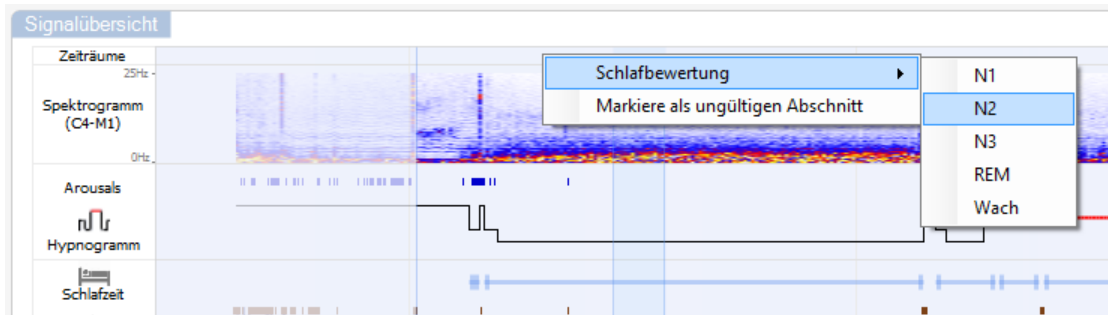 Signalübersicht
Zeiträume
25Hz
Spektrogramm
(C4-M1)
0Hz
Arousals
Hypnogramm
Schlafzeit
Schlafbewertung
Markiere als ungültigen Abschnitt
N1
N2
N3
REM
Wach